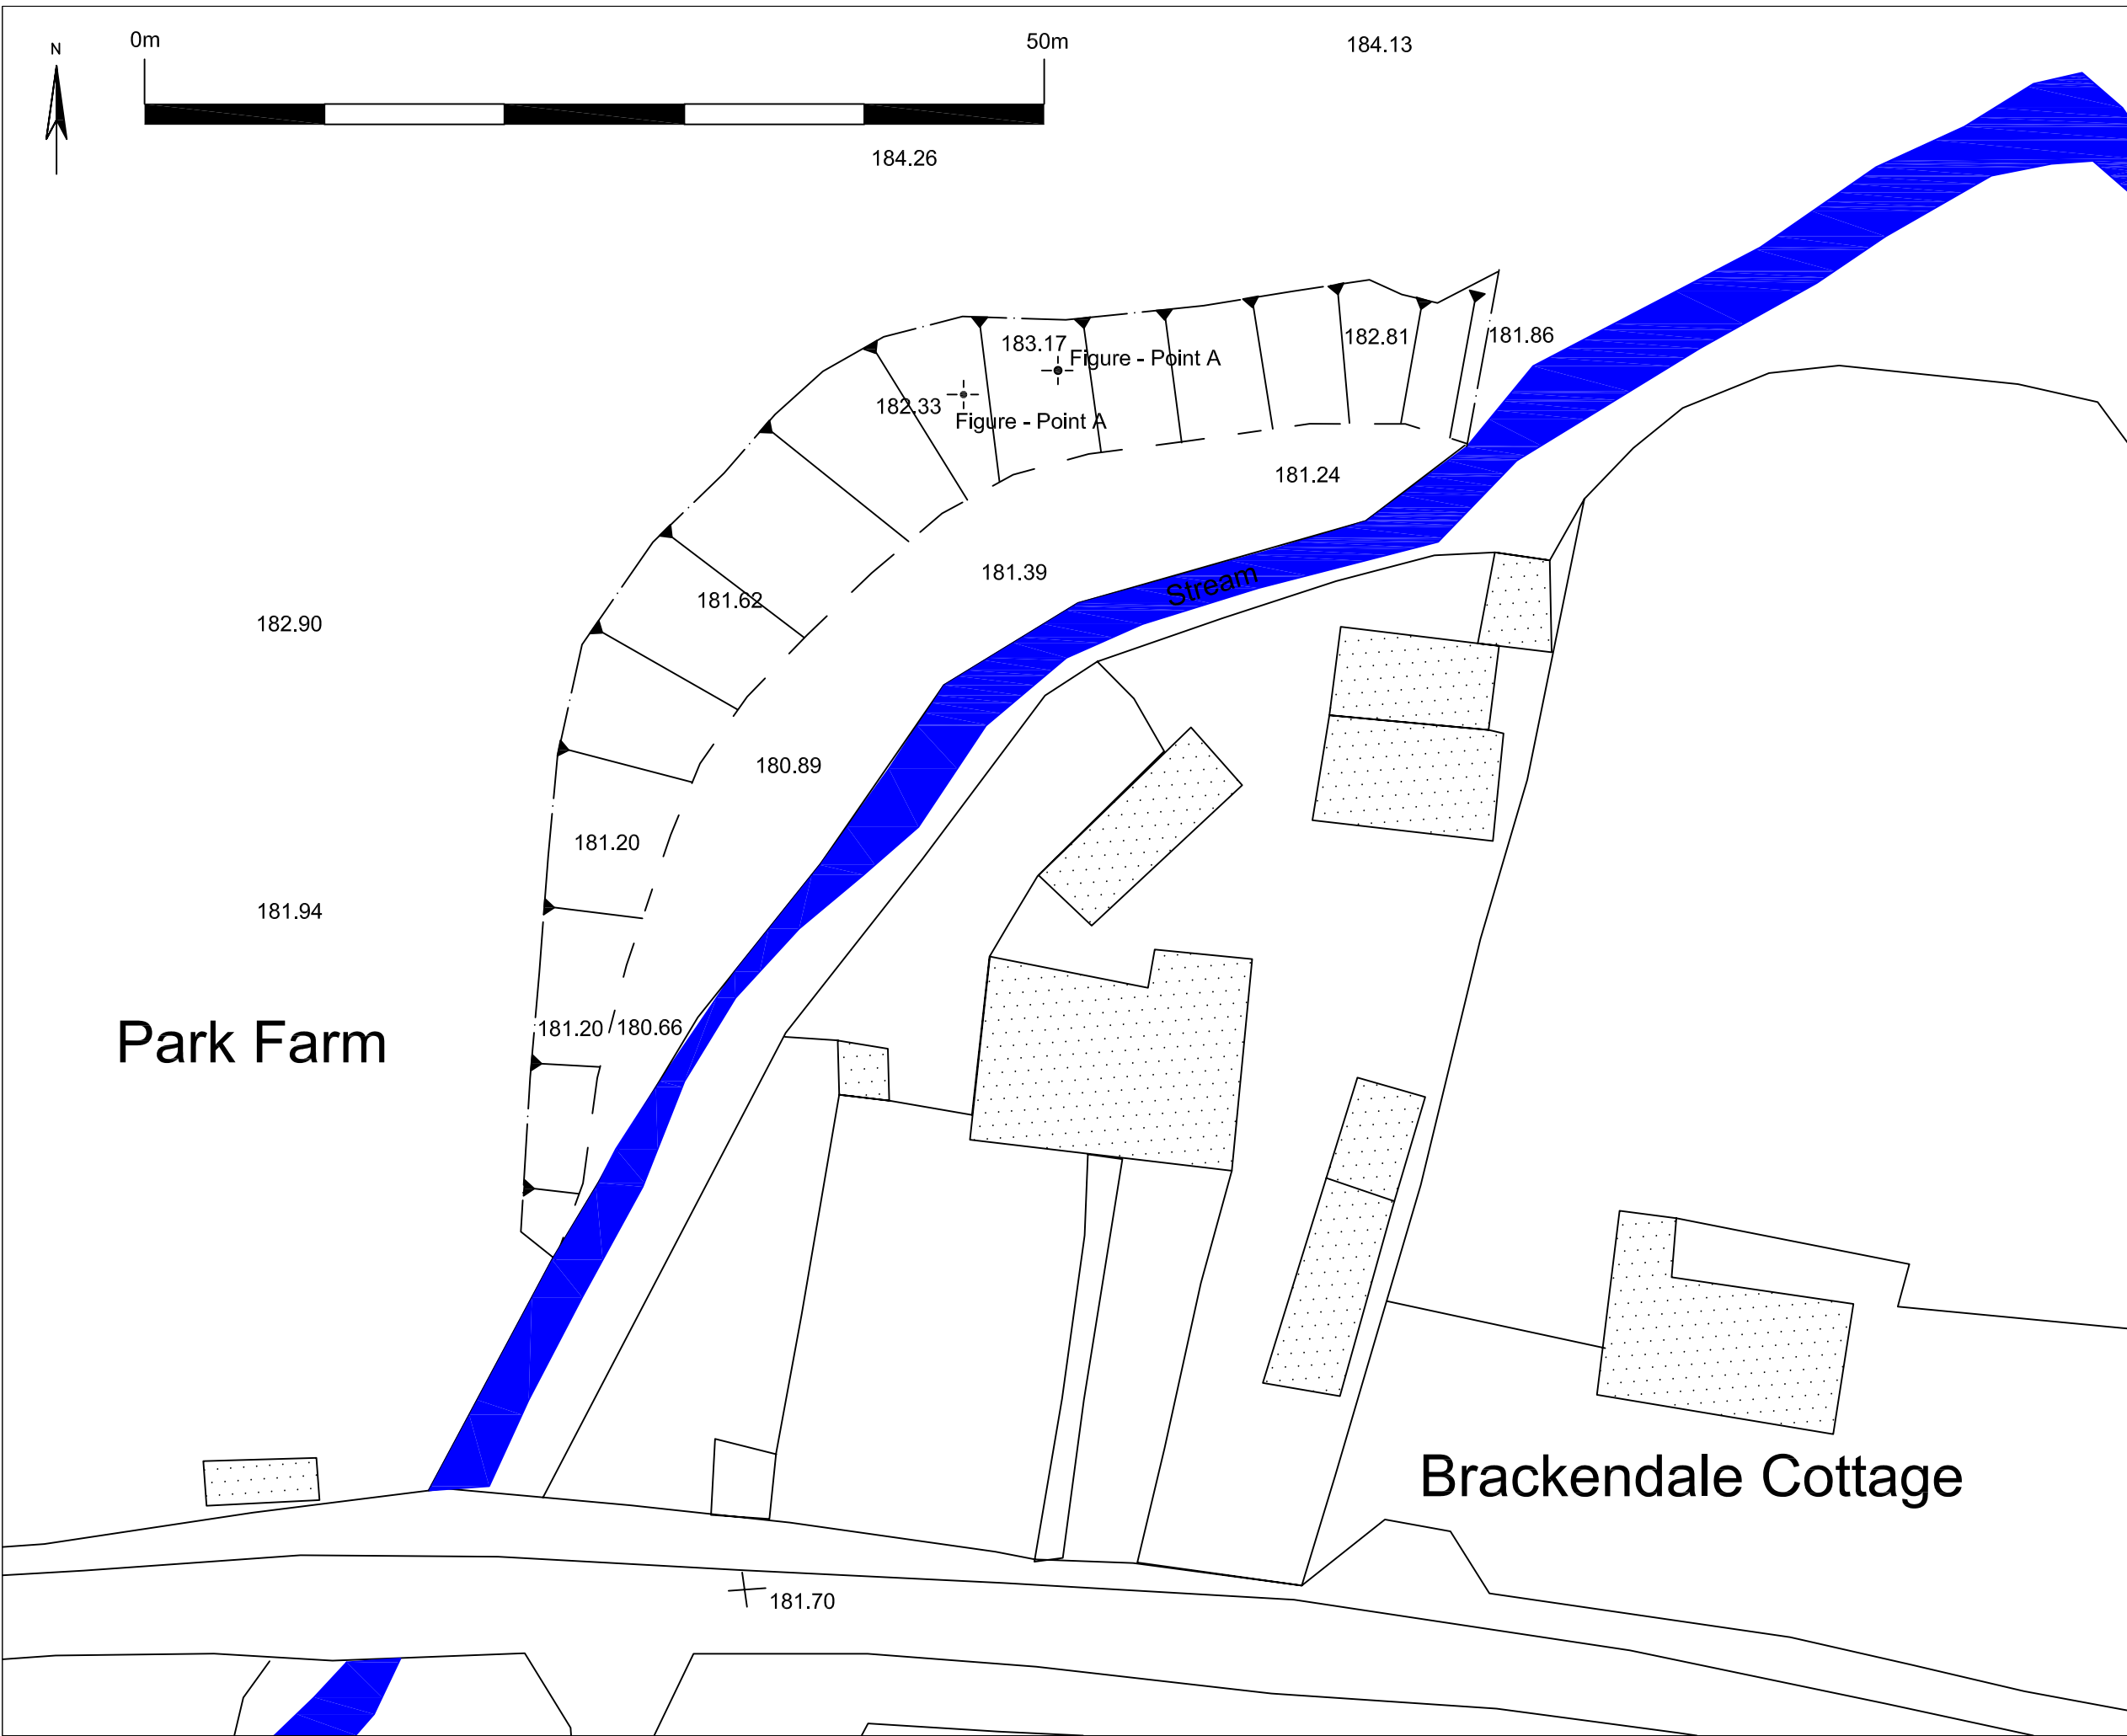 0m
50m
184.13
N
184.26
183.17
182.81
181.86
Figure - Point A
182.33
Figure - Point A
181.24
181.39
Stream
181.62
182.90
180.89
181.20
181.94
181.20 / 180.66
Park Farm
Brackendale Cottage
181.70